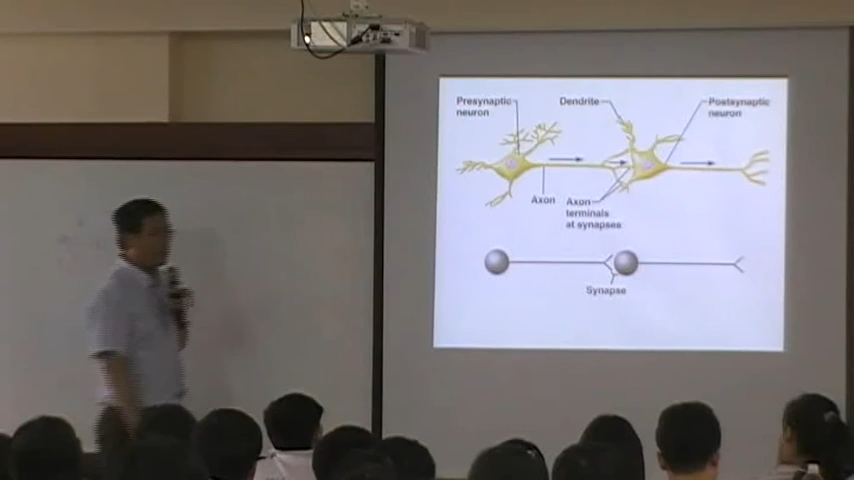 Presynaptic
neuron
Dendrite
Postsynaptic
neuron
Axon
Axon
terminals
at synapses
Synapse